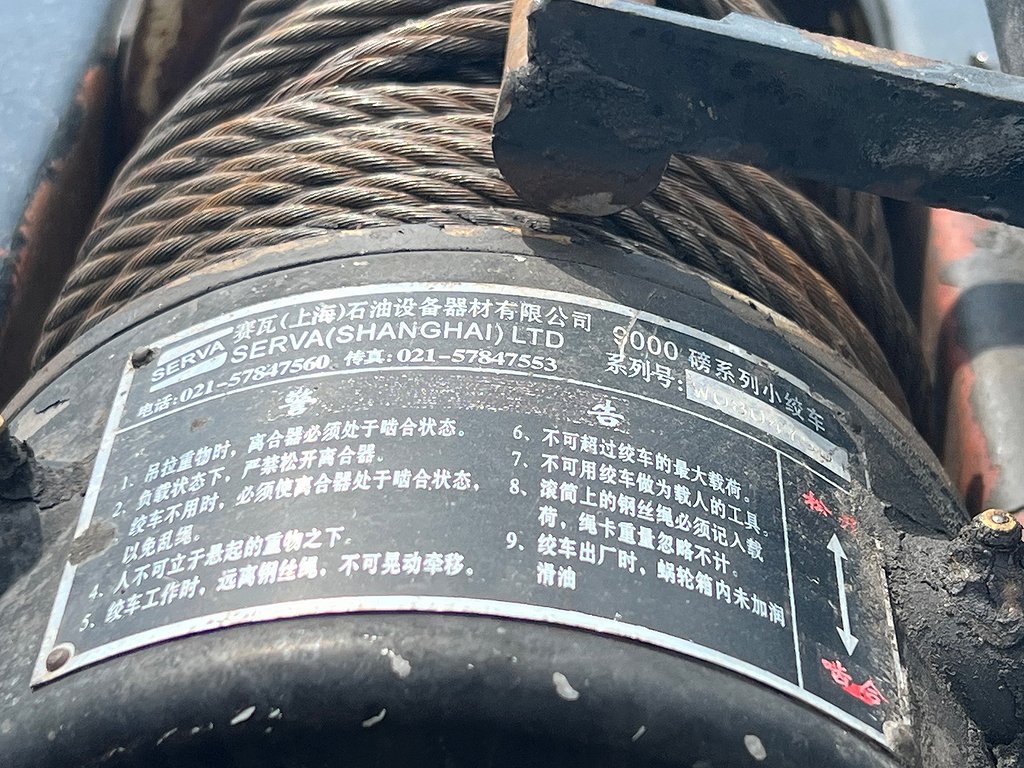 SERVA
赛瓦(上海)石油设备器材有限公司
SERVA(SHANGHAI) LTD
电话:021-57847560 传真:021-57847553
9000 磅系列小绞车
系列号:
警告
1、吊拉重物时，离合器必须处于啮合状态。
2、负载状态下，严禁松开离合器。
绞车不用时，必须使离合器处于啮合状态，
以免乱绳。
4、人不可立于悬起的重物之下。
5、绞车工作时，远离钢丝绳，不可晃动牵移。
6、不可超过绞车的最大载荷。
7、不可用绞车做为载人的工具。
8、滚筒上的钢丝绳必须记入载
荷，绳卡重量忽略不计。
9、绞车出厂时，蜗轮箱内未加润
滑油
松
啮合